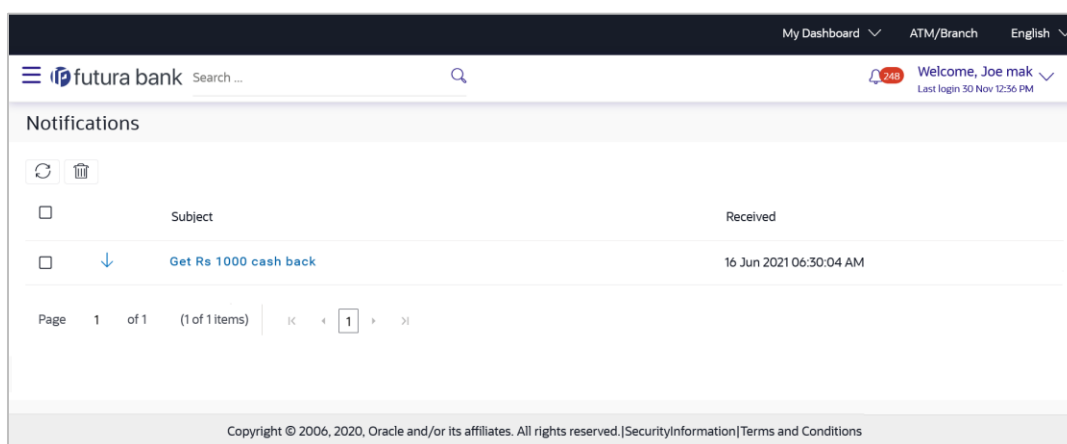 My Dashboard ATM/Branch English
futura bank Search ... 248 Welcome, Joe mak
Last login 30 Nov 12:36 PM
Notifications
Subject Received
Get Rs 1000 cash back 16 Jun 2021 06:30:04 AM
Page 1 of 1 (1 of 1 items) 1
Copyright © 2006, 2020, Oracle and/or its affiliates. All rights reserved.|SecurityInformation|Terms and Conditions